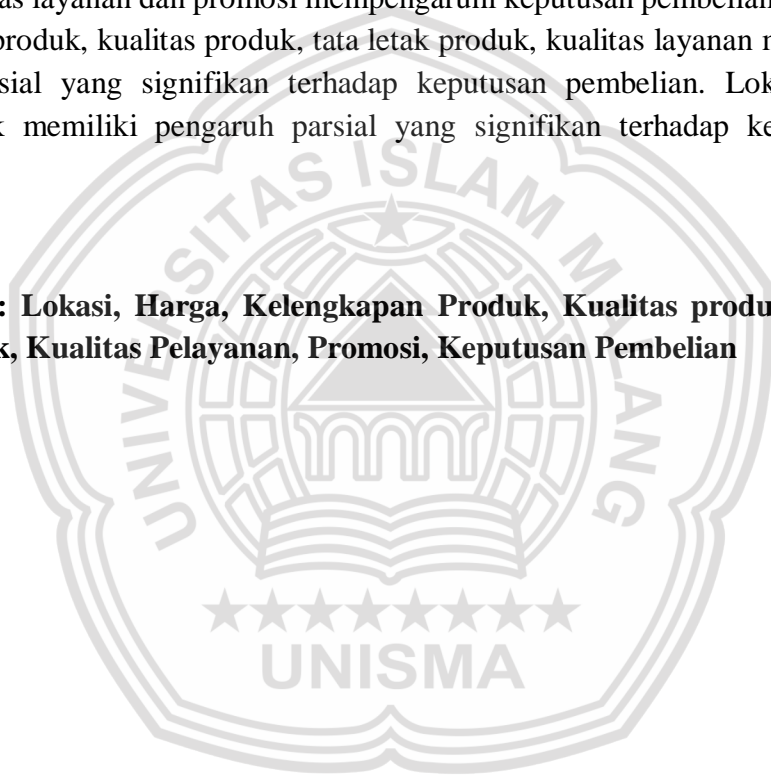 as layanan dan promosi mempengaruhi keputusan pembelian
produk, kualitas produk, tata letak produk, kualitas layanan
sial yang signifikan terhadap keputusan pembelian. Lok
k memiliki pengaruh parsial yang signifikan terhadap ke
: Lokasi, Harga, Kelengkapan Produk, Kualitas produ
k, Kualitas Pelayanan, Promosi, Keputusan Pembelian
UNIVERSITAS ISLAM MALANG
UNISMA